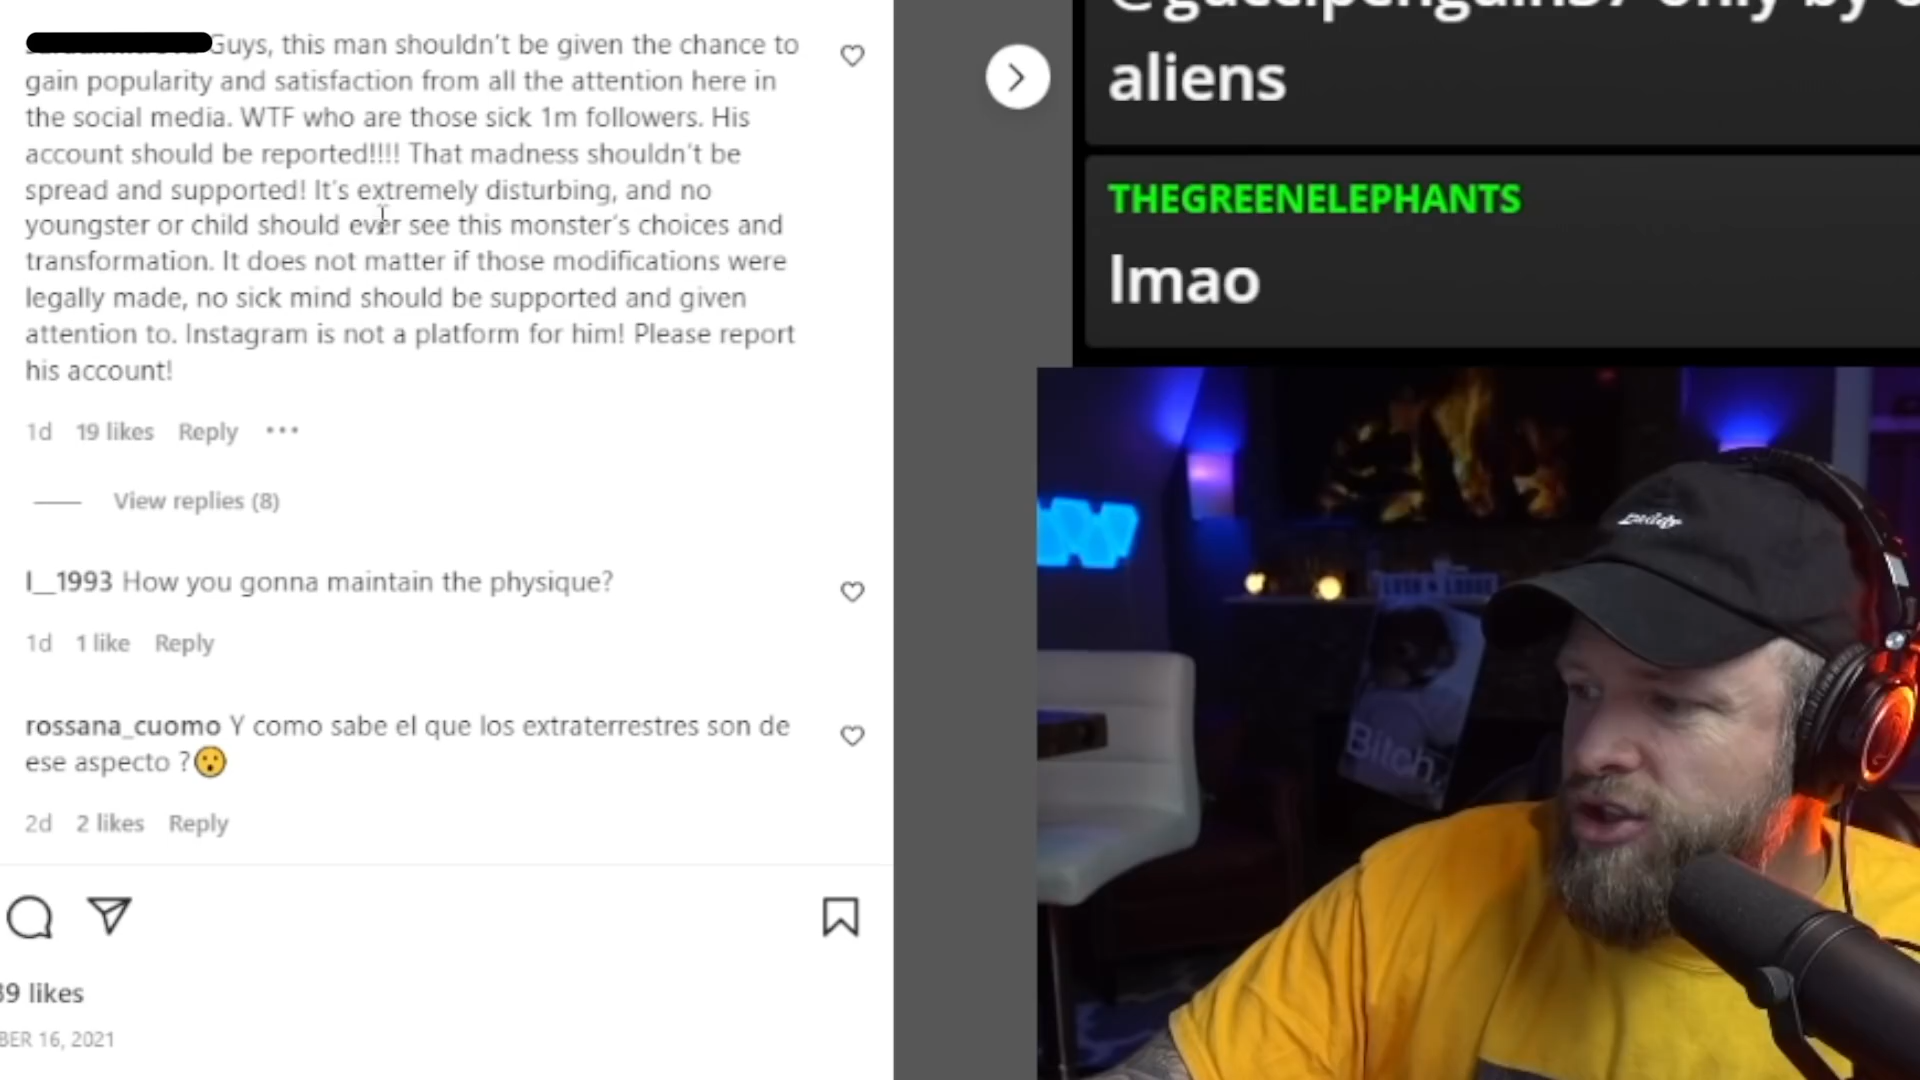 Guys, this man shouldn't be given the chance to
gain popularity and satisfaction from all the attention here in
the social media. WTF who are those sick 1m followers. His
account should be reported!!!! That madness shouldn't be
spread and supported! It's extremely disturbing, and no
youngster or child should ever see this monster's choices and
transformation. It does not matter if those modifications were
legally made, no sick mind should be supported and given
attention to. Instagram is not a platform for him! Please report
his account!
1d 19 likes Reply •••
View replies (8)
l__1993 How you gonna maintain the physique?
1d 1 like Reply
rossana_cuomo Y como sabe el que los extraterrestres son de
ese aspecto ?😮
2d 2 likes Reply
39 likes
BER 16, 2021
only by
aliens
THEGREENELEPHANTS
lmao
Bitch.